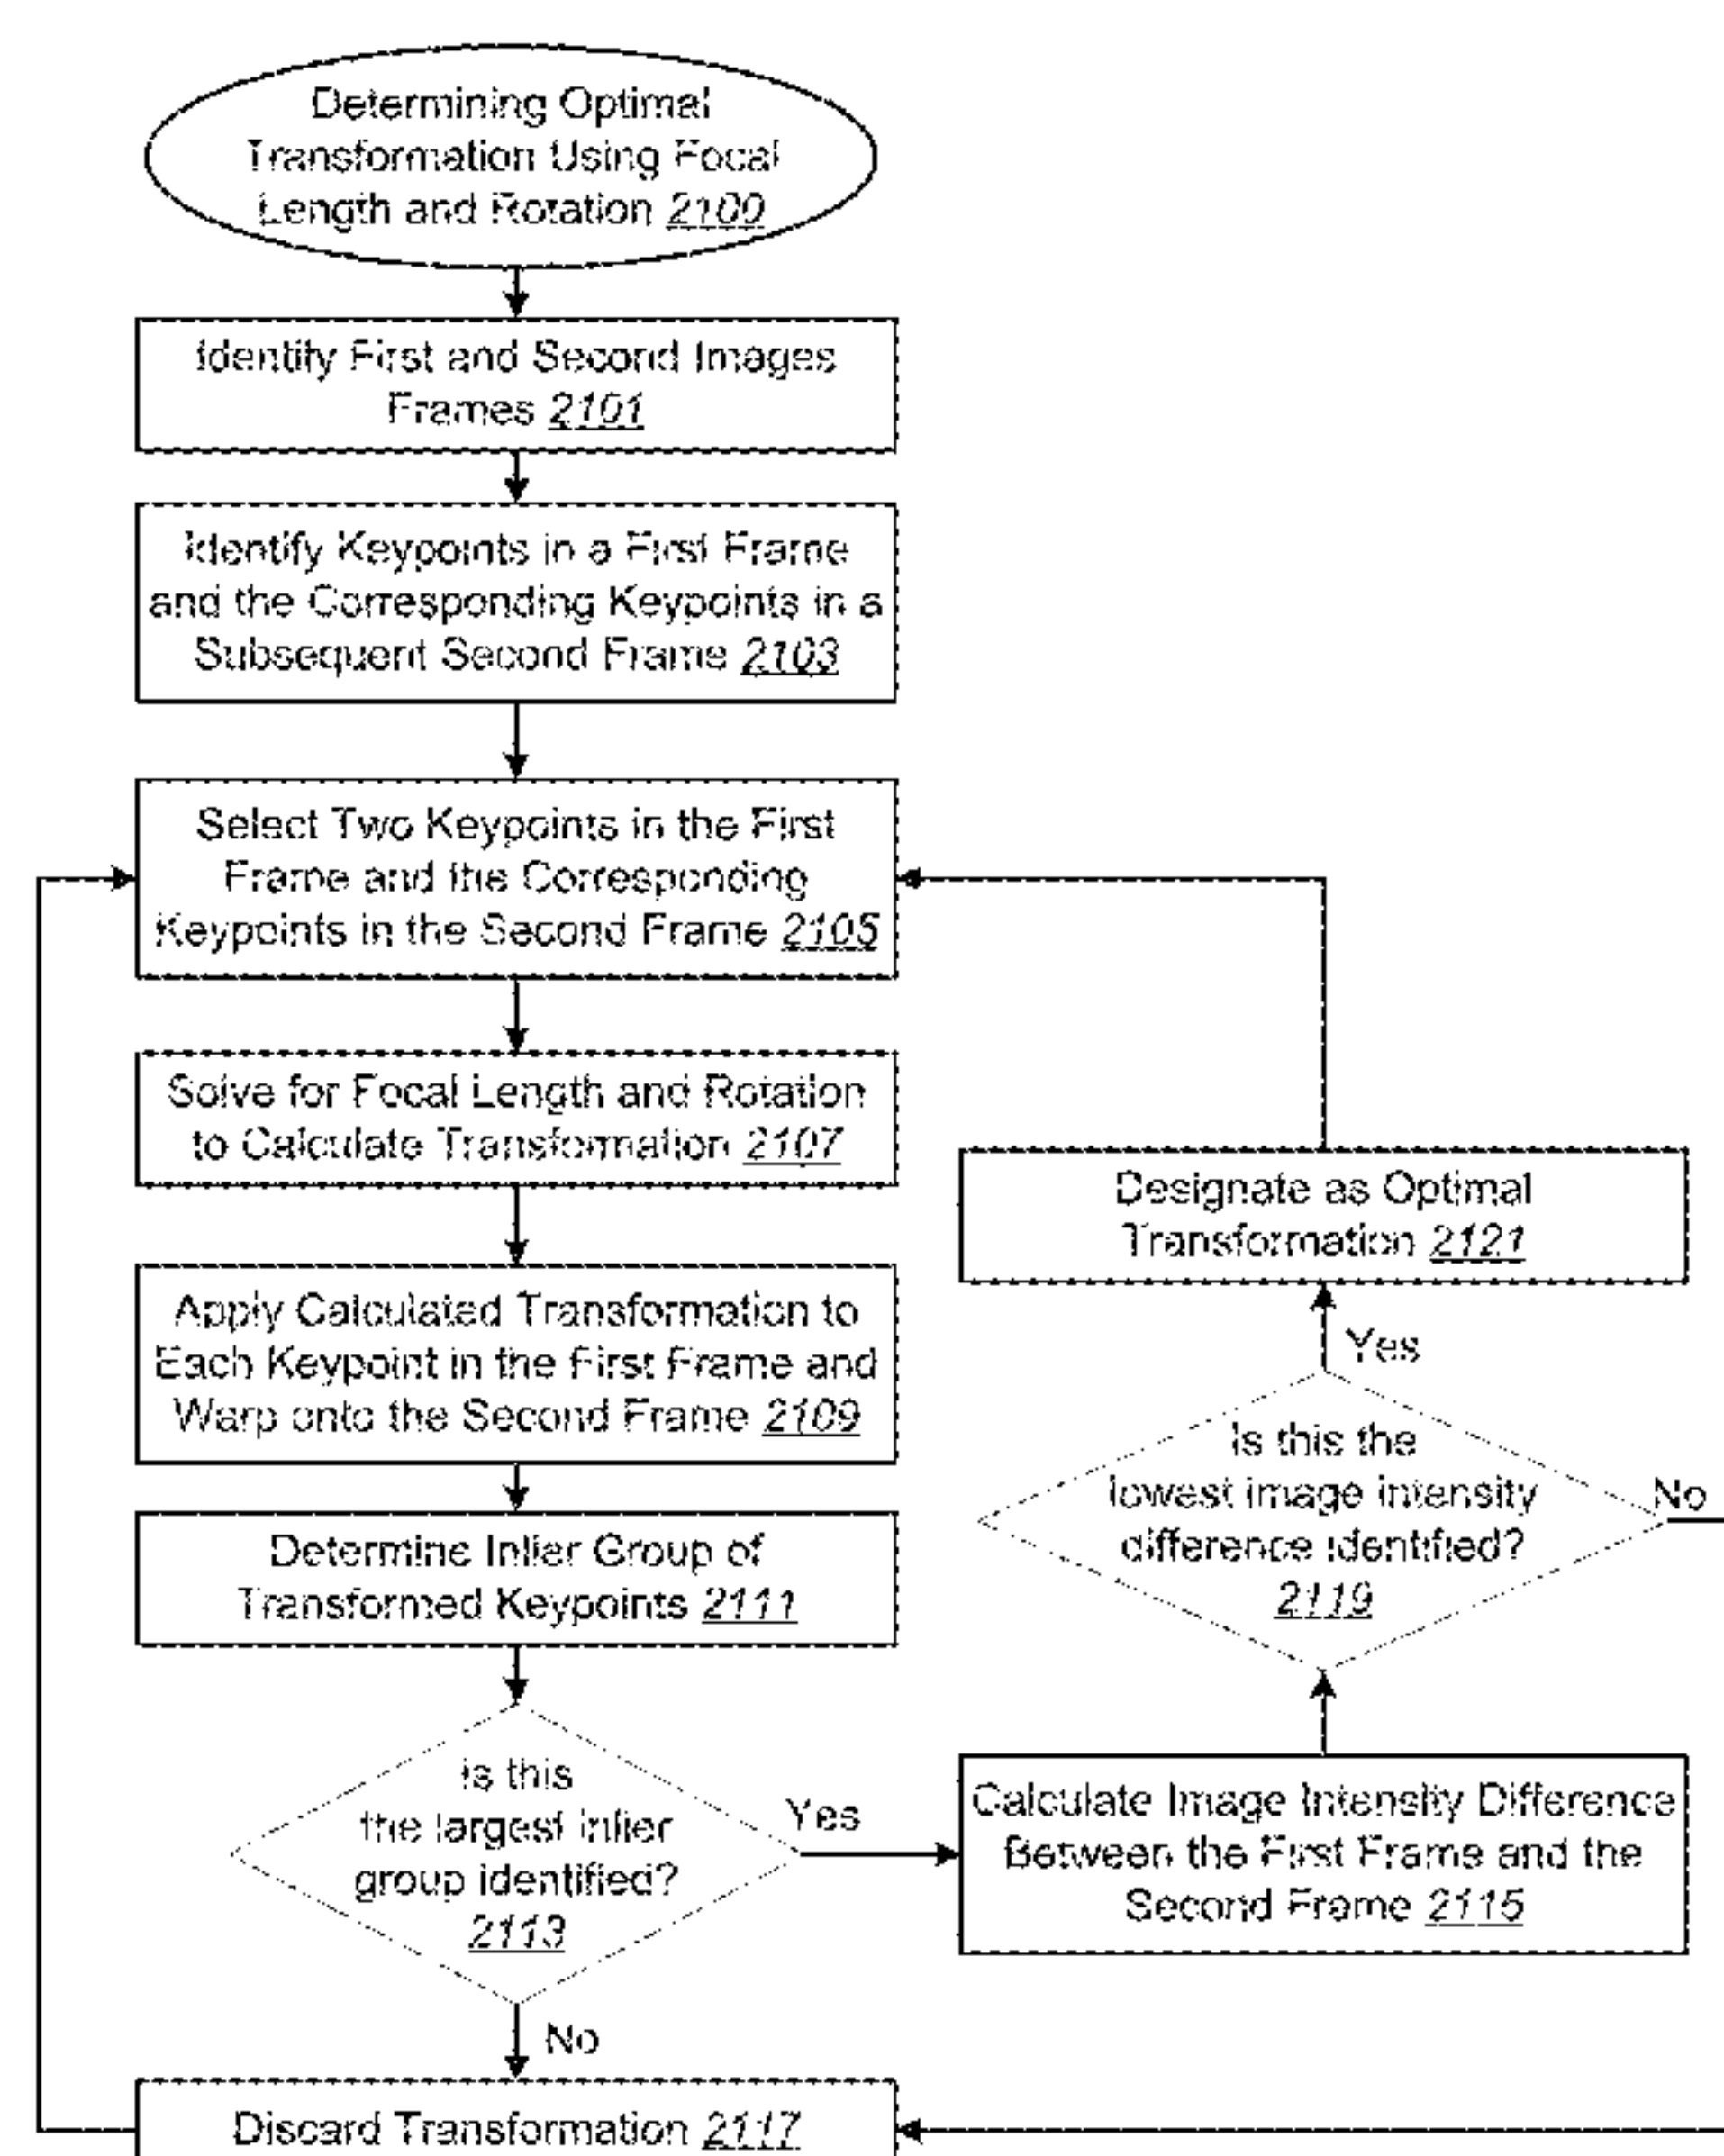 Determining Optimal
Transformation Using Focal
Length and Rotation 2100
Identify First and Second Images
Frames 2101
Identify Keypoints in a First Frame
and the Corresponding Keypoints in a
Subsequent Second Frame 2103
Select Two Keypoints in the First
Frame and the Corresponding
Keypoints in the Second Frame 2105
Solve for Focal Length and Rotation
to Calculate Transformation 2107
Apply Calculated Transformation to
Each Keypoint in the First Frame and
Warp onto the Second Frame 2109
Determine Inlier Group of
Transformed Keypoints 2111
Is this
the largest inlier
group identified?
2113
Yes
No
Discard Transformation 2117
Calculate Image Intensity Difference
Between the First Frame and the
Second Frame 2115
Is this the
lowest image intensity
difference identified?
2119
No
Yes
Designate as Optimal
Transformation 2121